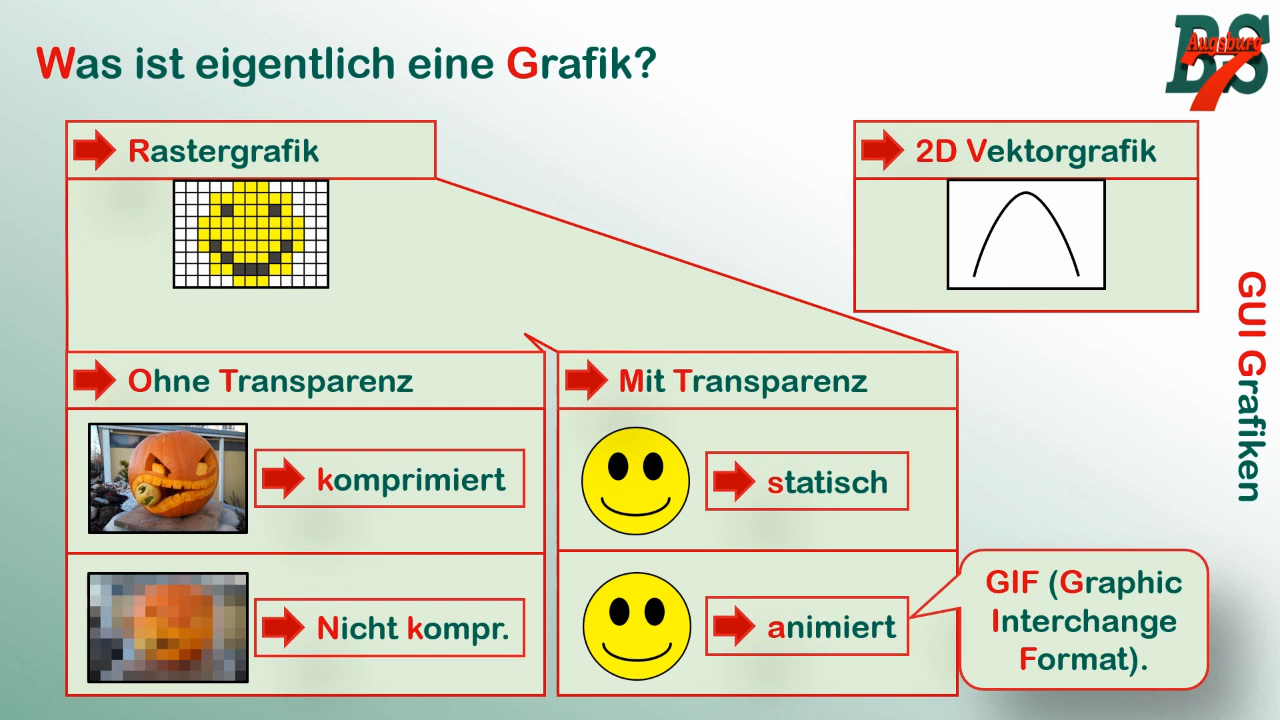 Was ist eigentlich eine Grafik?
BS
Augsburg
7
Rastergrafik
2D Vektorgrafik
Ohne Transparenz
Mit Transparenz
komprimiert
statisch
Nicht kompr.
animiert
GIF (Graphic
Interchange
Format).
GUI Grafiken